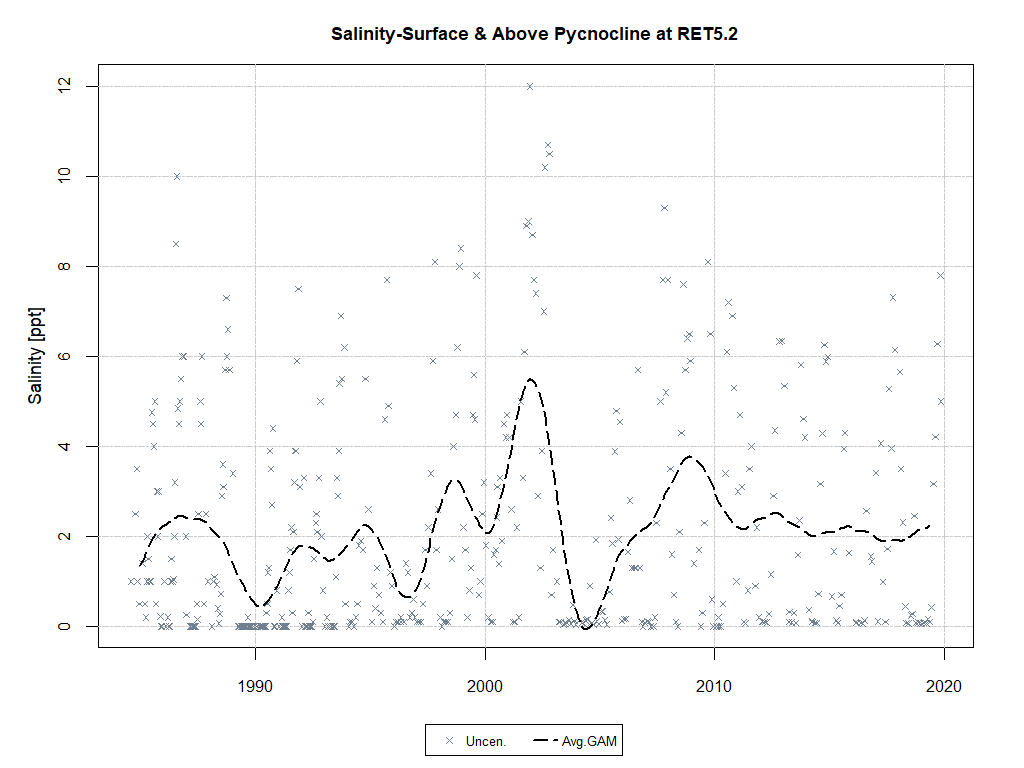 Salinity-Surface & Above Pycnocline at RET5.2
Salinity [ppt]
12
10
8
6
4
2
0
1990 2000 2010 2020
Uncen. Avg.GAM